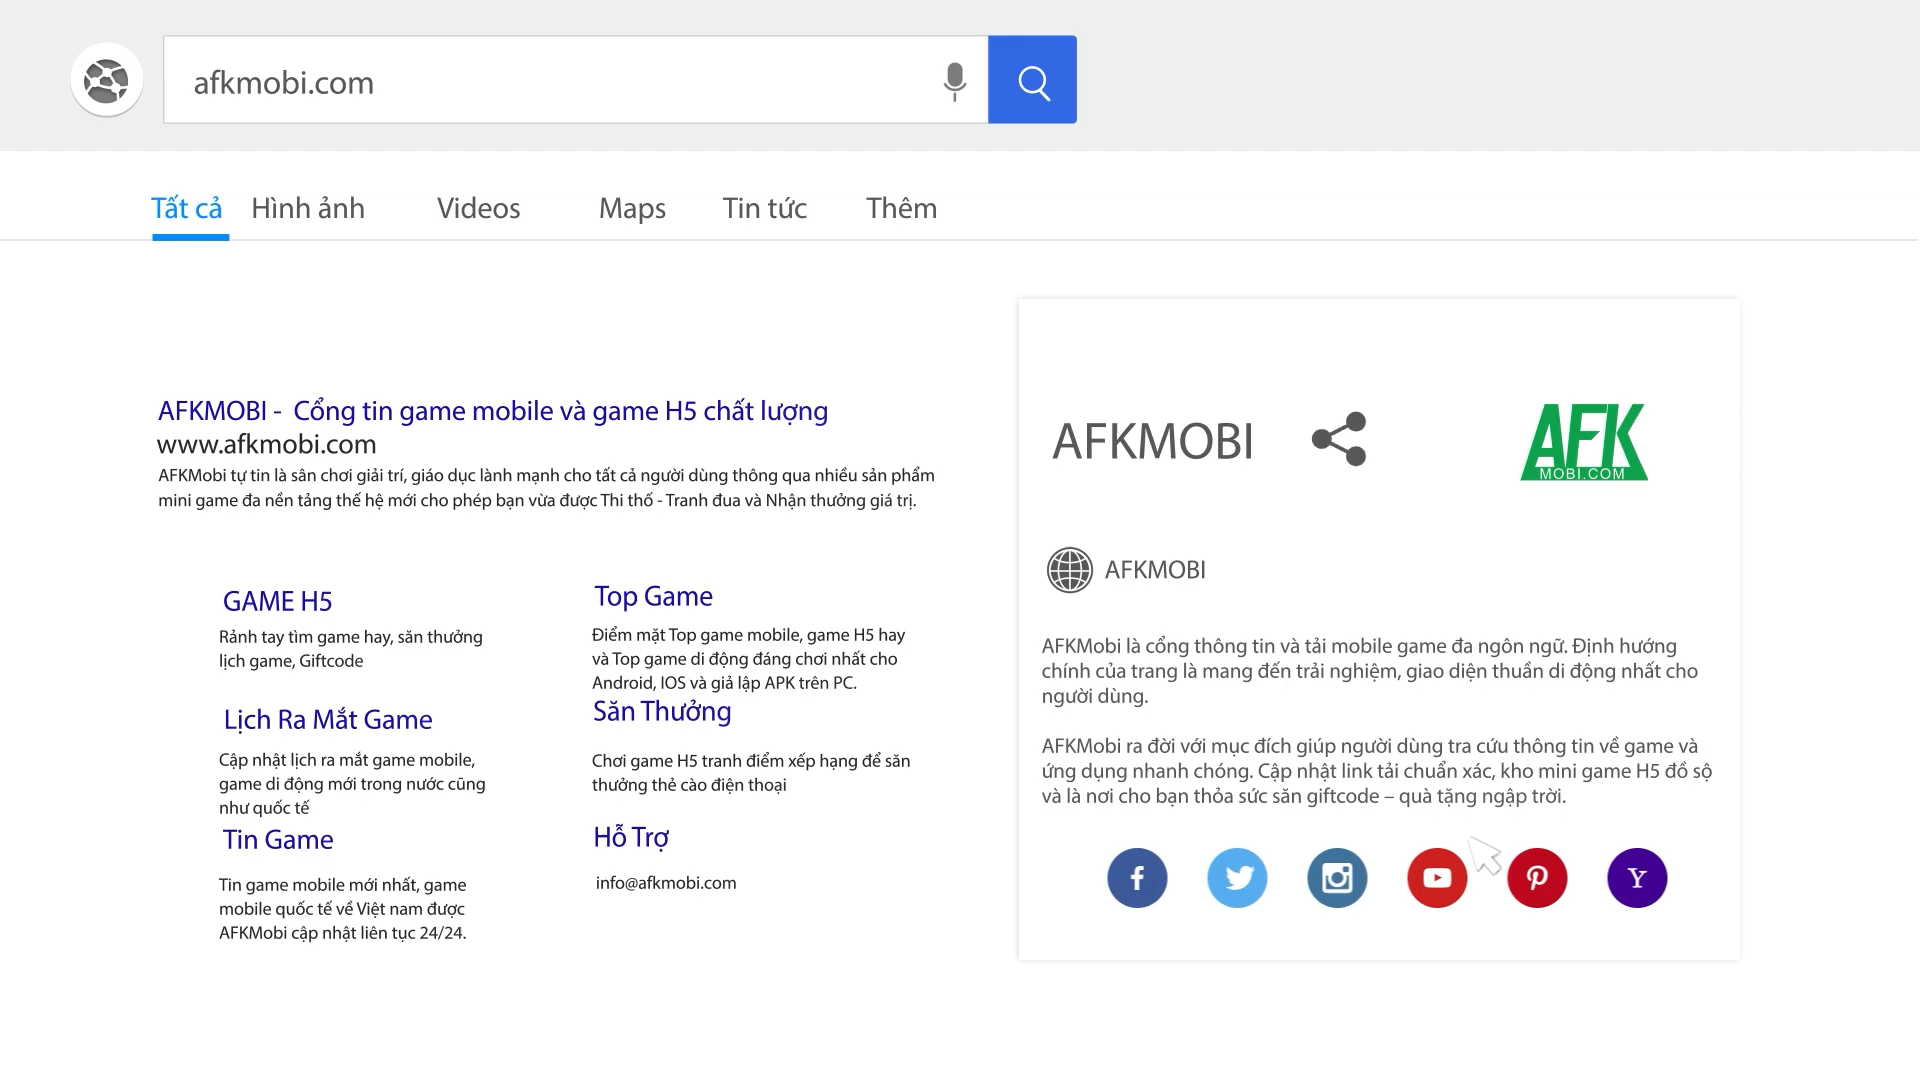 afkmobi.com
Tất cả
Hình ảnh
Videos
Maps
Tin tức
Thêm
AFKMOBI - Cổng tin game mobile và game H5 chất lượng
www.afkmobi.com
AFKMobi tự tin là sân chơi giải trí, giáo dục lành mạnh cho tất cả người dùng thông qua nhiều sản phẩm
mini game đa nền tảng thế hệ mới cho phép bạn vừa được Thi thố - Tranh đua và Nhận thưởng giá trị.
GAME H5
Rảnh tay tìm game hay, săn thưởng
lịch game, Giftcode
Lịch Ra Mắt Game
Cập nhật lịch ra mắt game mobile,
game di động mới trong nước cũng
như quốc tế
Tin Game
Tin game mobile mới nhất, game
mobile quốc tế về Việt nam được
AFKMobi cập nhật liên tục 24/24.
Top Game
Điểm mặt Top game mobile, game H5 hay
và Top game di động đáng chơi nhất cho
Android, IOS và giả lập APK trên PC.
Săn Thưởng
Chơi game H5 tranh điểm xếp hạng để săn
thưởng thẻ cào điện thoại
Hỗ Trợ
info@afkmobi.com
AFKMOBI
AFK
MOBI.COM
AFKMOBI
AFKMobi là cổng thông tin và tải mobile game đa ngôn ngữ. Định hướng
chính của trang là mang đến trải nghiệm, giao diện thuần di động nhất cho
người dùng.
AFKMobi ra đời với mục đích giúp người dùng tra cứu thông tin về game và
ứng dụng nhanh chóng. Cập nhật link tải chuẩn xác, kho mini game H5 đồ sộ
và là nơi cho bạn thỏa sức săn giftcode – quà tặng ngập trời.